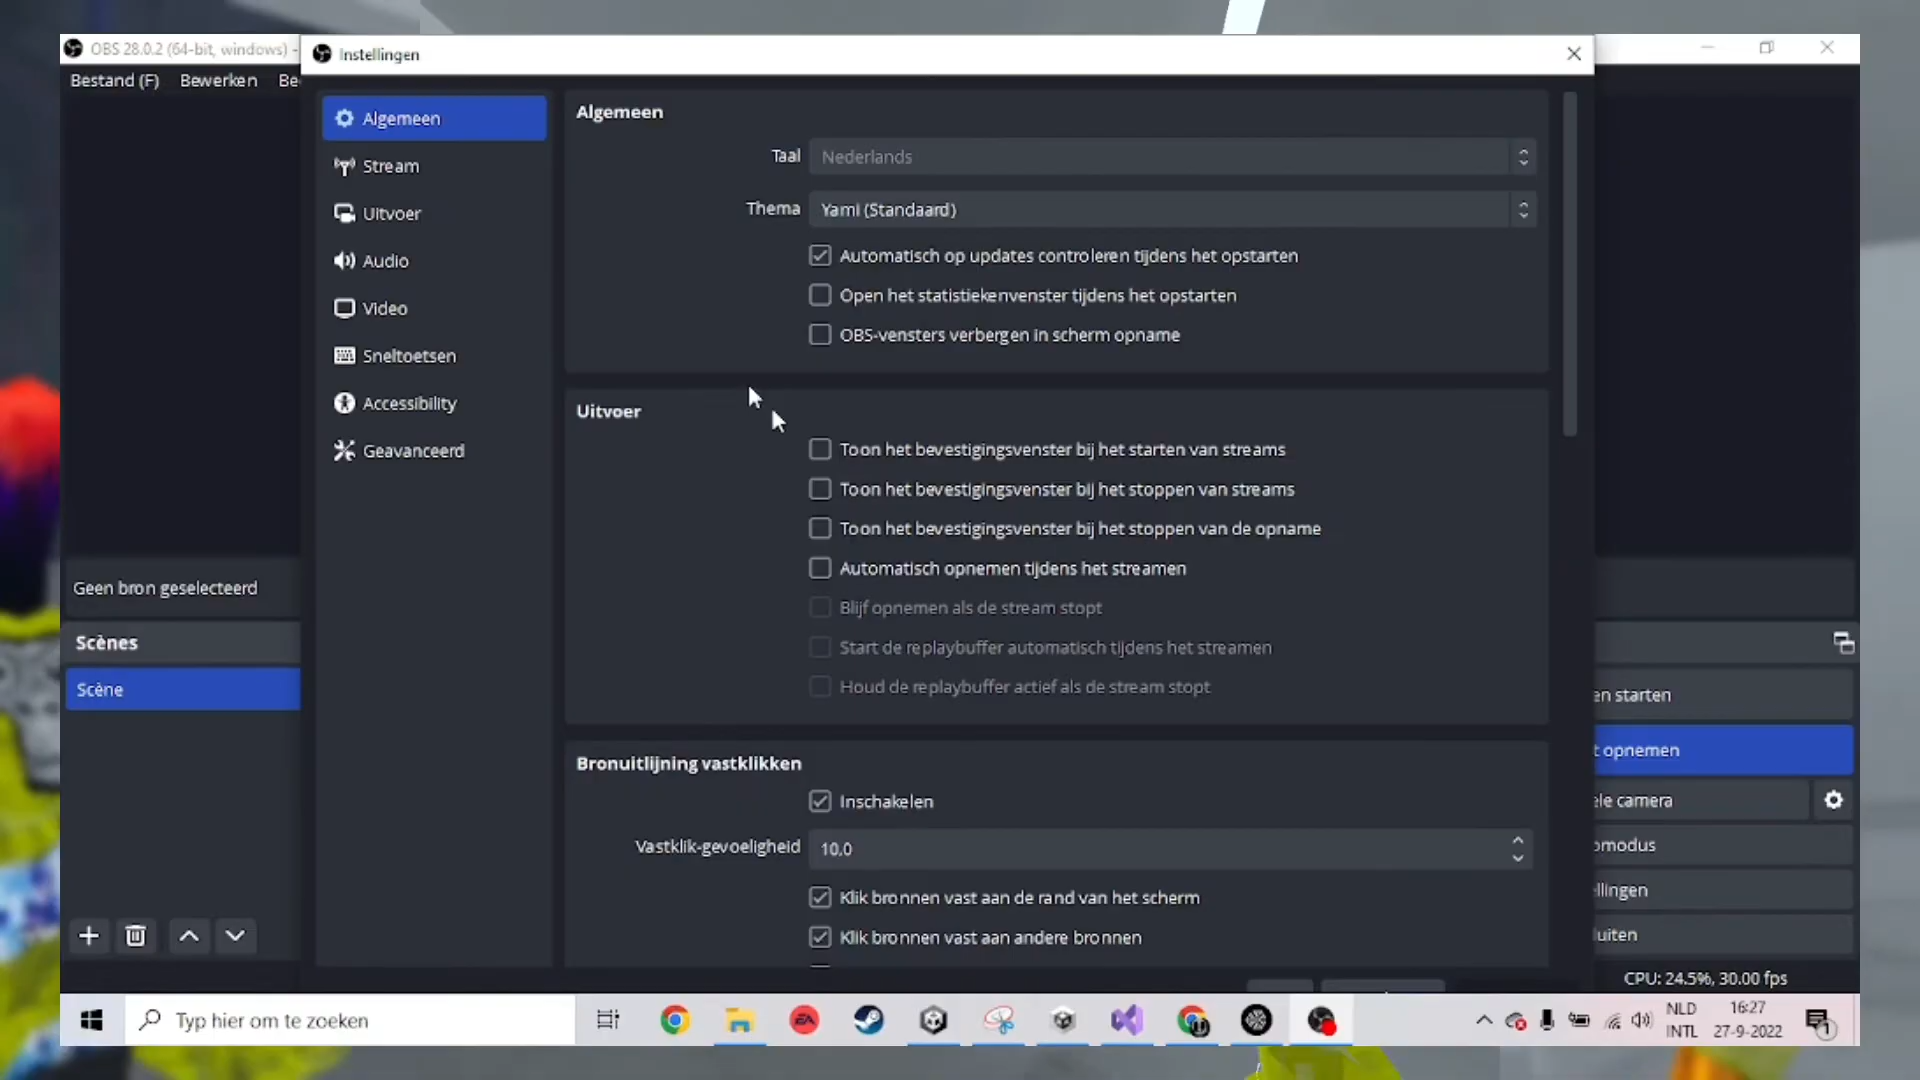 OBS 28.0.2 (64-bit, windows) -
Instellingen
Bestand (F) Bewerken Be
Algemeen
Stream
Uitvoer
Audio
Video
Sneltoetsen
Accessibility
Geavanceerd
Algemeen
Taal Nederlands
Thema Yami (Standaard)
Automatisch op updates controleren tijdens het opstarten
Open het statistiekenvenster tijdens het opstarten
OBS-vensters verbergen in scherm opname
Uitvoer
Toon het bevestigingsvenster bij het starten van streams
Toon het bevestigingsvenster bij het stoppen van streams
Toon het bevestigingsvenster bij het stoppen van de opname
Automatisch opnemen tijdens het streamen
Blijf opnemen als de stream stopt
Start de replaybuffer automatisch tijdens het streamen
Houd de replaybuffer actief als de stream stopt
Bronuitlijning vastklikken
Inschakelen
Vastklik-gevoeligheid 10,0
Klik bronnen vast aan de rand van het scherm
Klik bronnen vast aan andere bronnen
Geen bron geselecteerd
Scènes
Scène
en starten
t opnemen
ele camera
omodus
llingen
luiten
CPU: 24.5%, 30.00 fps
Typ hier om te zoeken
EA
NLD
INTL
16:27
27-9-2022
1